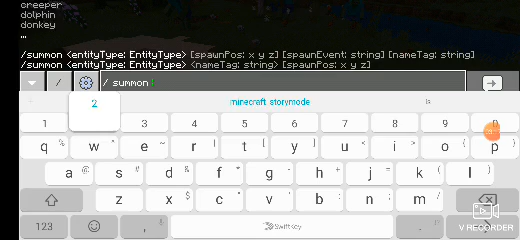 creeper
dolphin
donkey
...
/summon <entityType: EntityType> [spawnPos: x y z] [spawnEvent: string] [nameTag: string]
/summon <entityType: EntityType> <nameTag: string> [spawnPos: x y z]
/ / summon
2
minecraft storymode is
1 3 4 5 6 7 8 9 0
q % w ^ e ~ r | t [ y ] u < i > o { p }
a @ s # d & f * g - h + j = k ( l )
z x $ c " v ' b : n ; m /
123 , SwiftKey .
V RECORDER